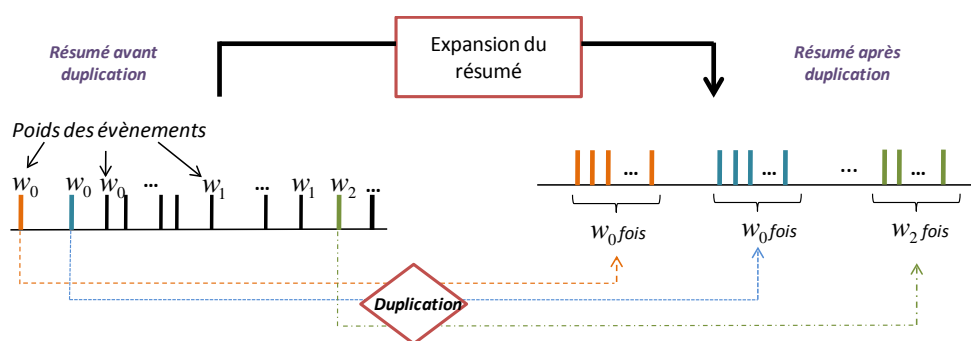 Résumé avant
duplication
Expansion du
résumé
Résumé après
duplication
Poids des évènements
w0 w0 w0 ... w1 ... w1 w2 ...
... ... ... ...
w0 fois w0 fois w2 fois
Duplication